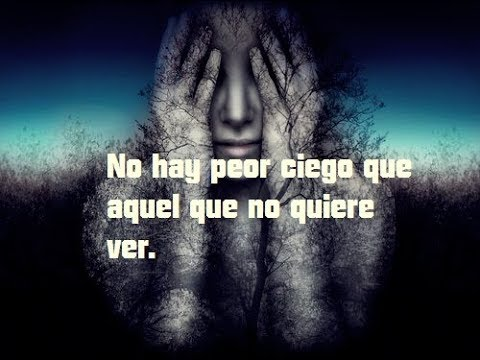 No hay peor ciego que
aquel que no quiere
ver.